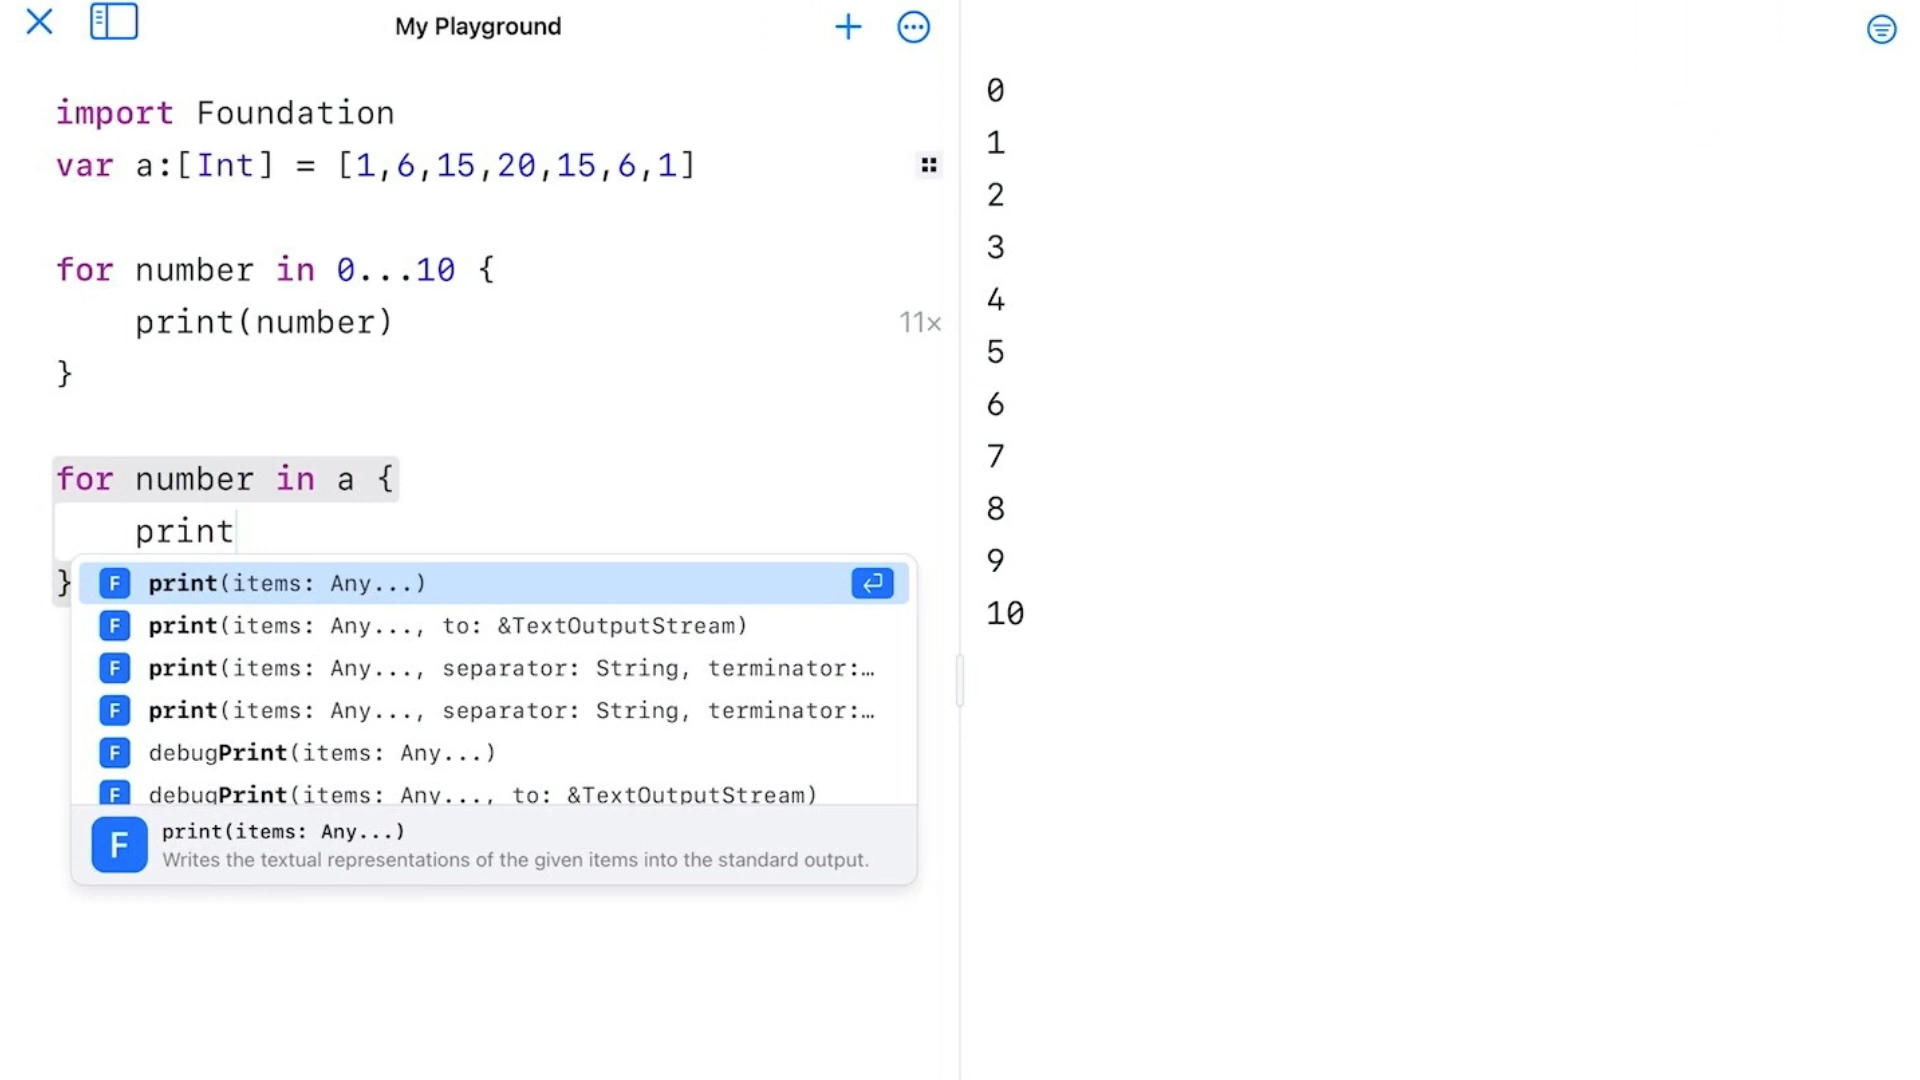 My Playground
import Foundation
var a:[Int] = [1,6,15,20,15,6,1]
for number in 0...10 {
print(number)
11×
}
for number in a {
print
}
F print(items: Any...)
F print(items: Any..., to: &TextOutputStream)
F print(items: Any..., separator: String, terminator:…
F print(items: Any..., separator: String, terminator:…
F debugPrint(items: Any...)
F debugPrint(items: Any..., to: &TextOutputStream)
F print(items: Any...)
Writes the textual representations of the given items into the standard output.
0
1
2
3
4
5
6
7
8
9
10